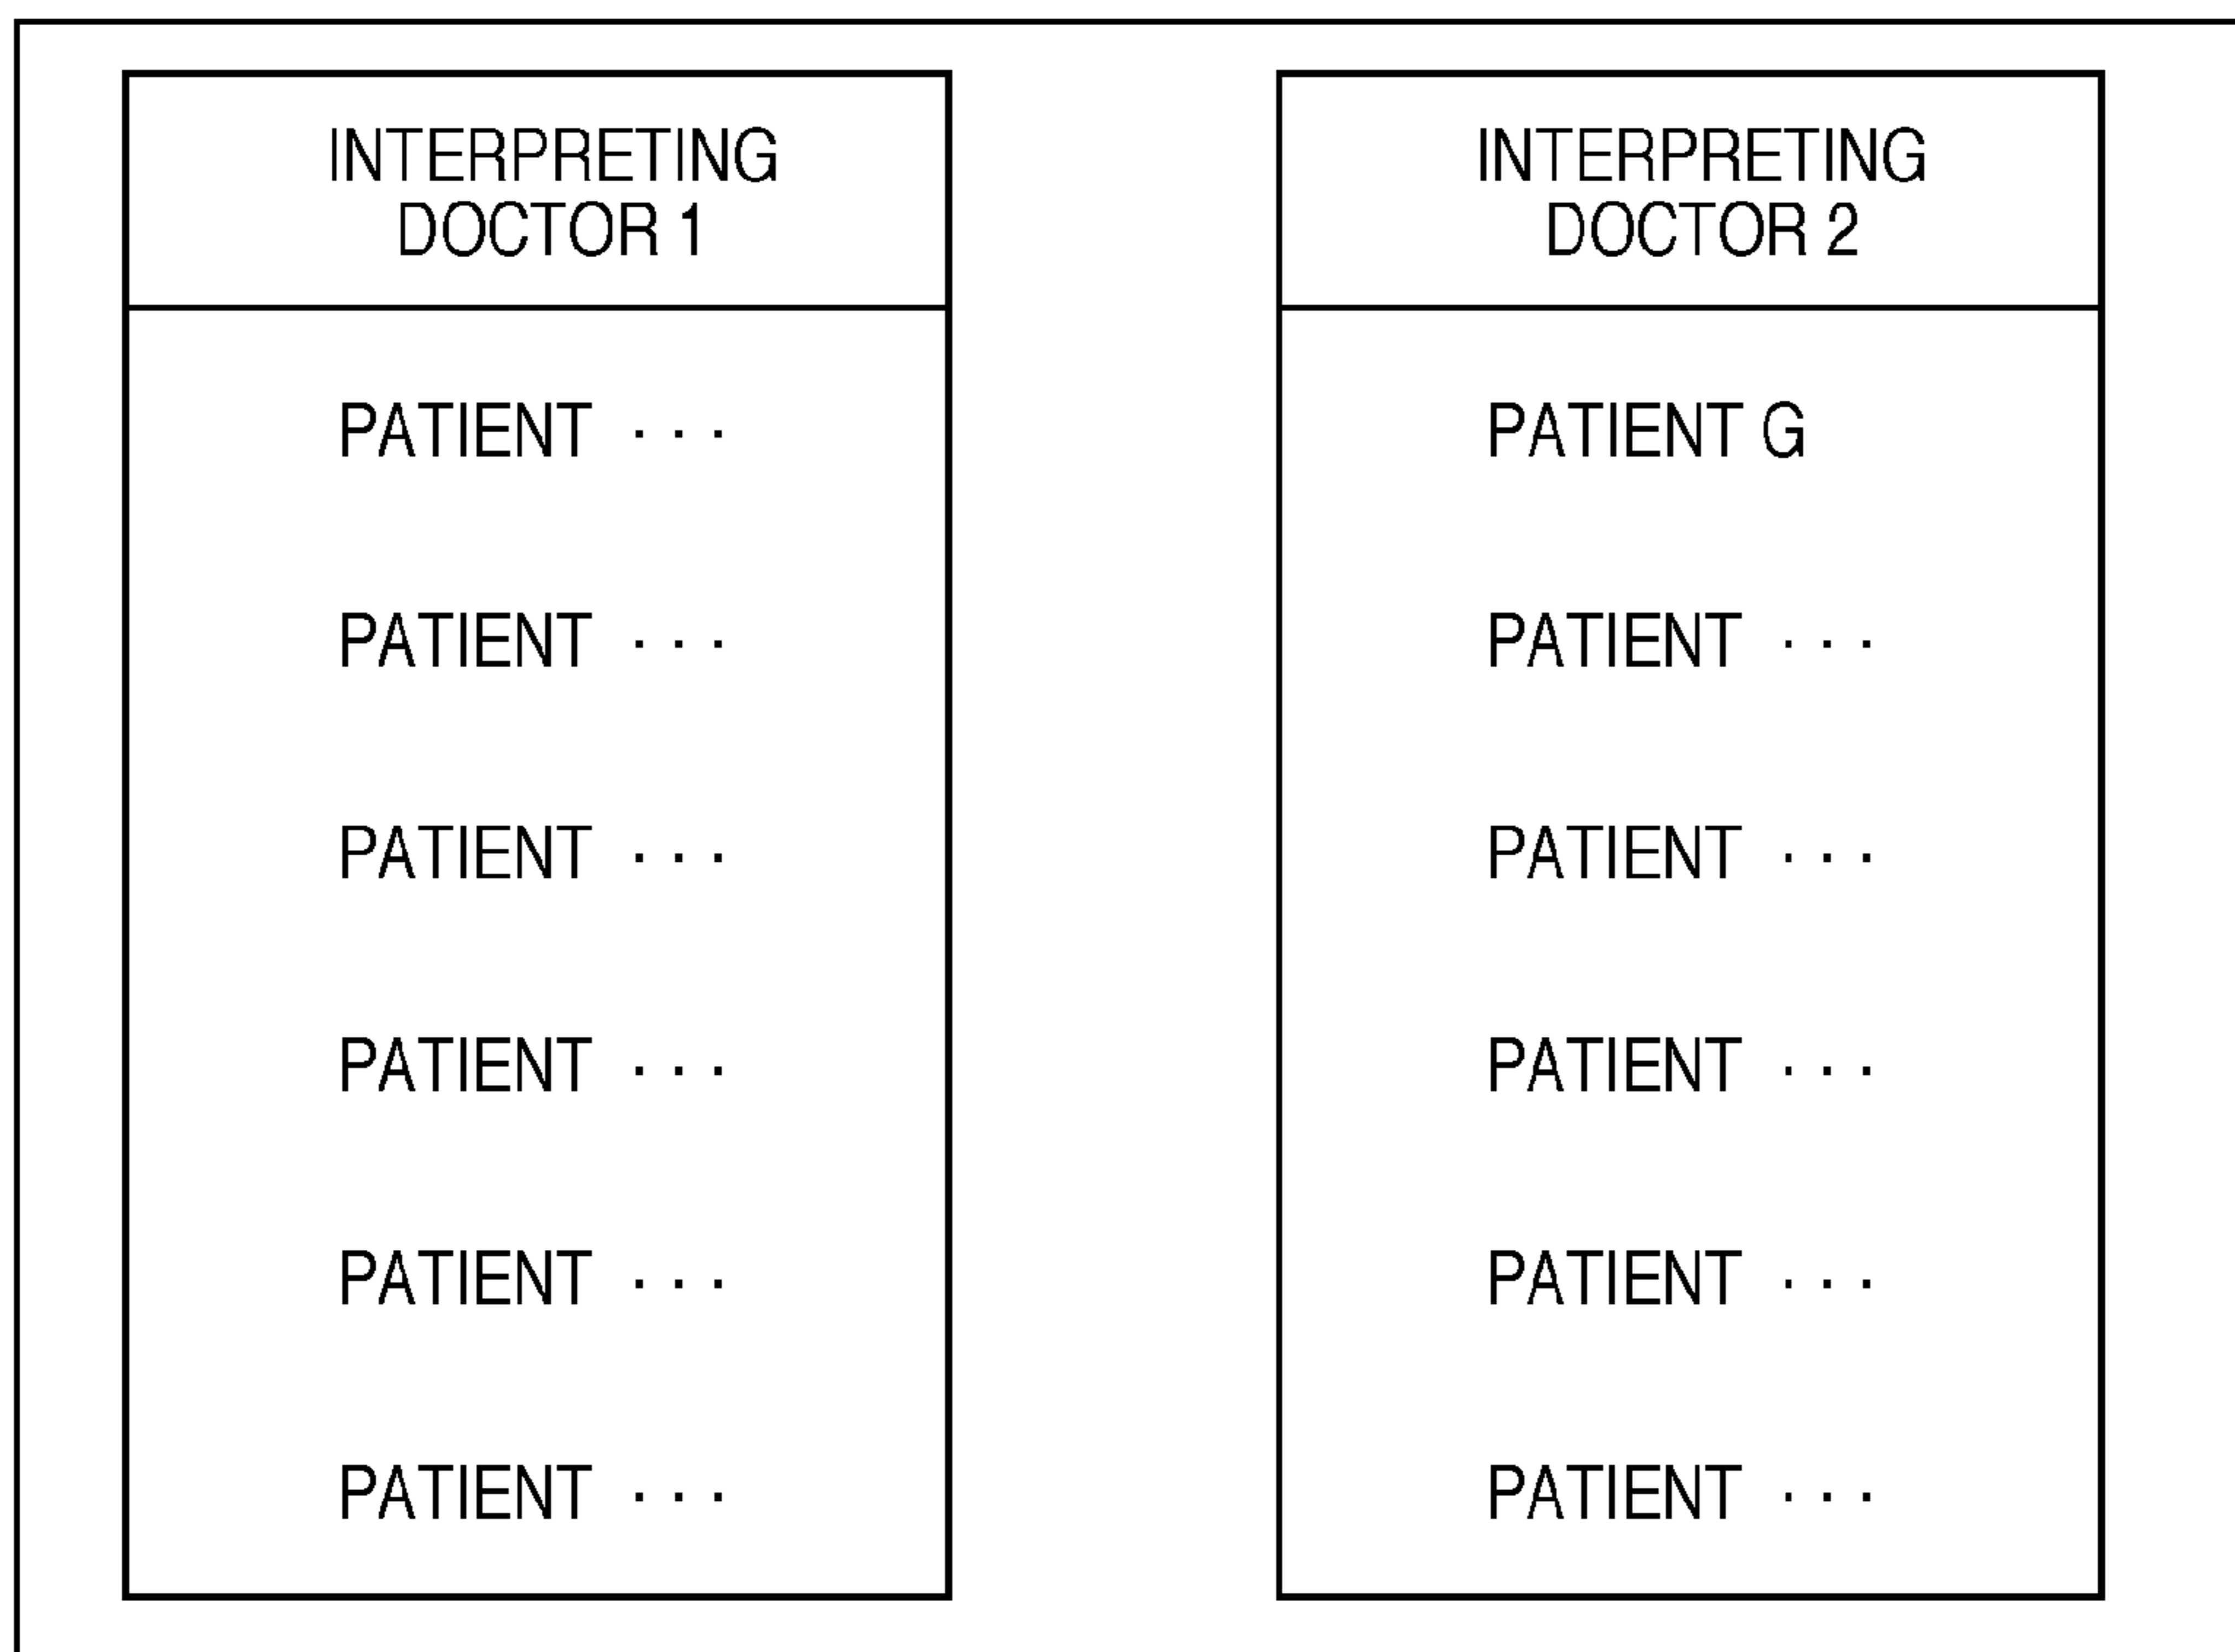 INTERPRETING
DOCTOR 1
PATIENT · · ·
PATIENT · · ·
PATIENT · · ·
PATIENT · · ·
PATIENT · · ·
PATIENT · · ·
INTERPRETING
DOCTOR 2
PATIENT G
PATIENT · · ·
PATIENT · · ·
PATIENT · · ·
PATIENT · · ·
PATIENT · · ·